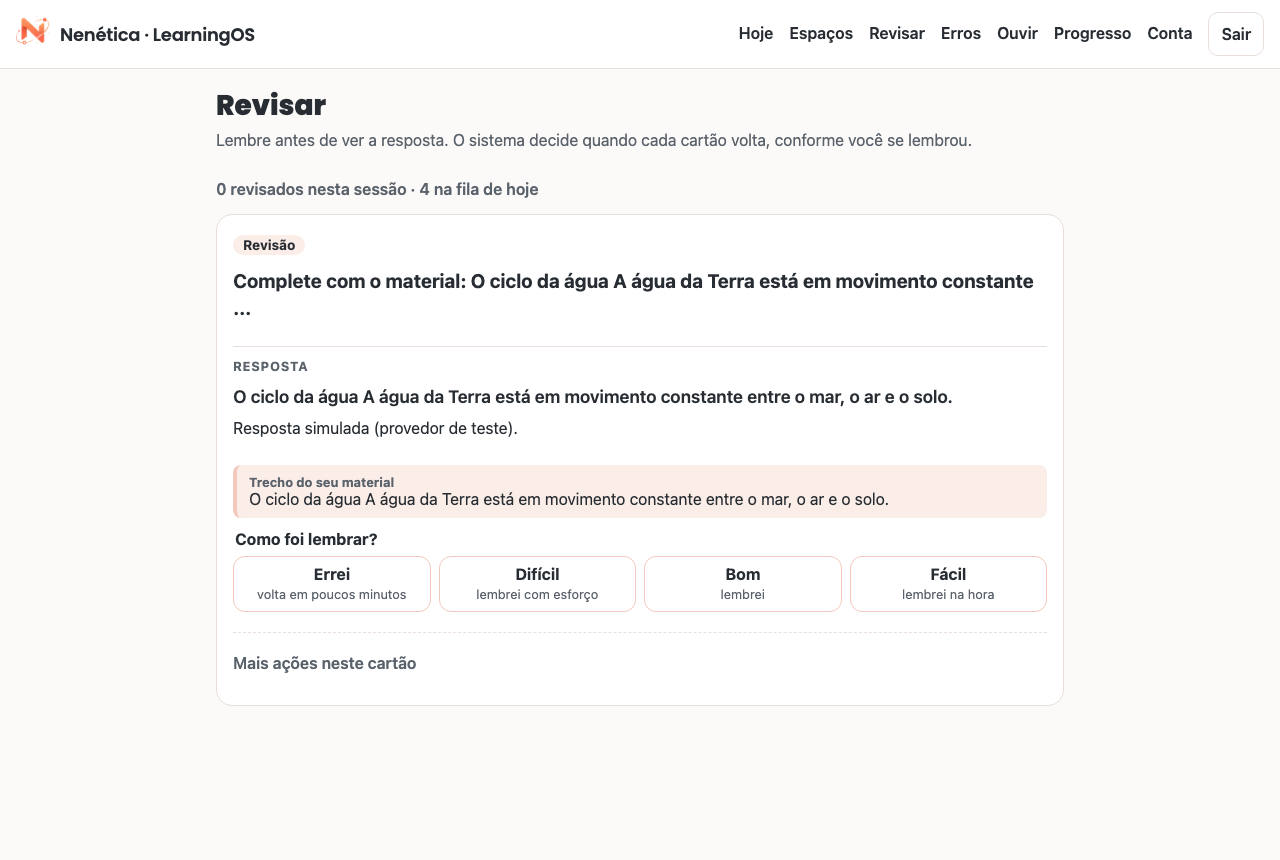 Nenética · LearningOS
Hoje Espaços Revisar Erros Ouvir Progresso Conta Sair
Revisar
Lembre antes de ver a resposta. O sistema decide quando cada cartão volta, conforme você se lembrou.
0 revisados nesta sessão · 4 na fila de hoje
Revisão
Complete com o material: O ciclo da água A água da Terra está em movimento constante
...
RESPOSTA
O ciclo da água A água da Terra está em movimento constante entre o mar, o ar e o solo.
Resposta simulada (provedor de teste).
Trecho do seu material
O ciclo da água A água da Terra está em movimento constante entre o mar, o ar e o solo.
Como foi lembrar?
Errei
volta em poucos minutos
Difícil
lembrei com esforço
Bom
lembrei
Fácil
lembrei na hora
Mais ações neste cartão